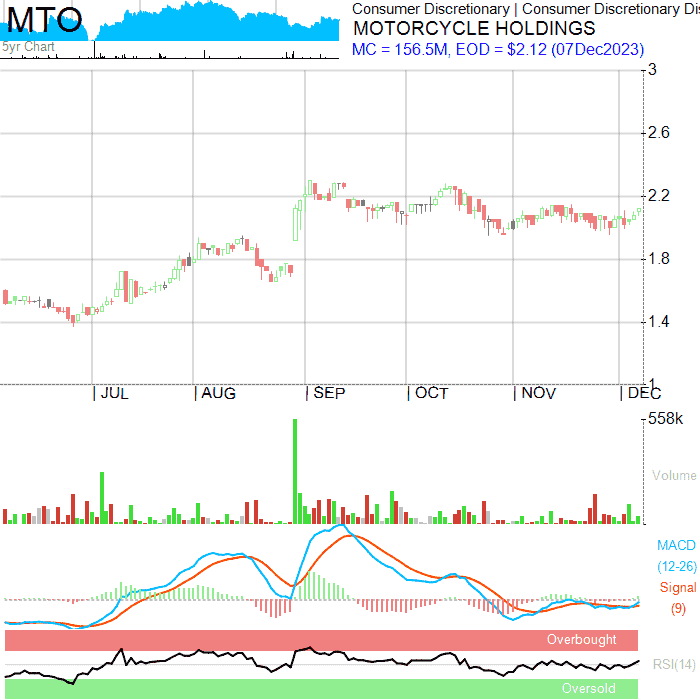 MTO
5yr Chart
Consumer Discretionary | Consumer Discretionary Dis
MOTORCYCLE HOLDINGS
MC = 156.5M, EOD = $2.12 (07Dec2023)
3
2.6
2.2
1.8
1.4
1
JUL AUG SEP OCT NOV DEC
558k
Volume
MACD
(12-26)
Signal
(9)
Overbought
RSI(14)
Oversold